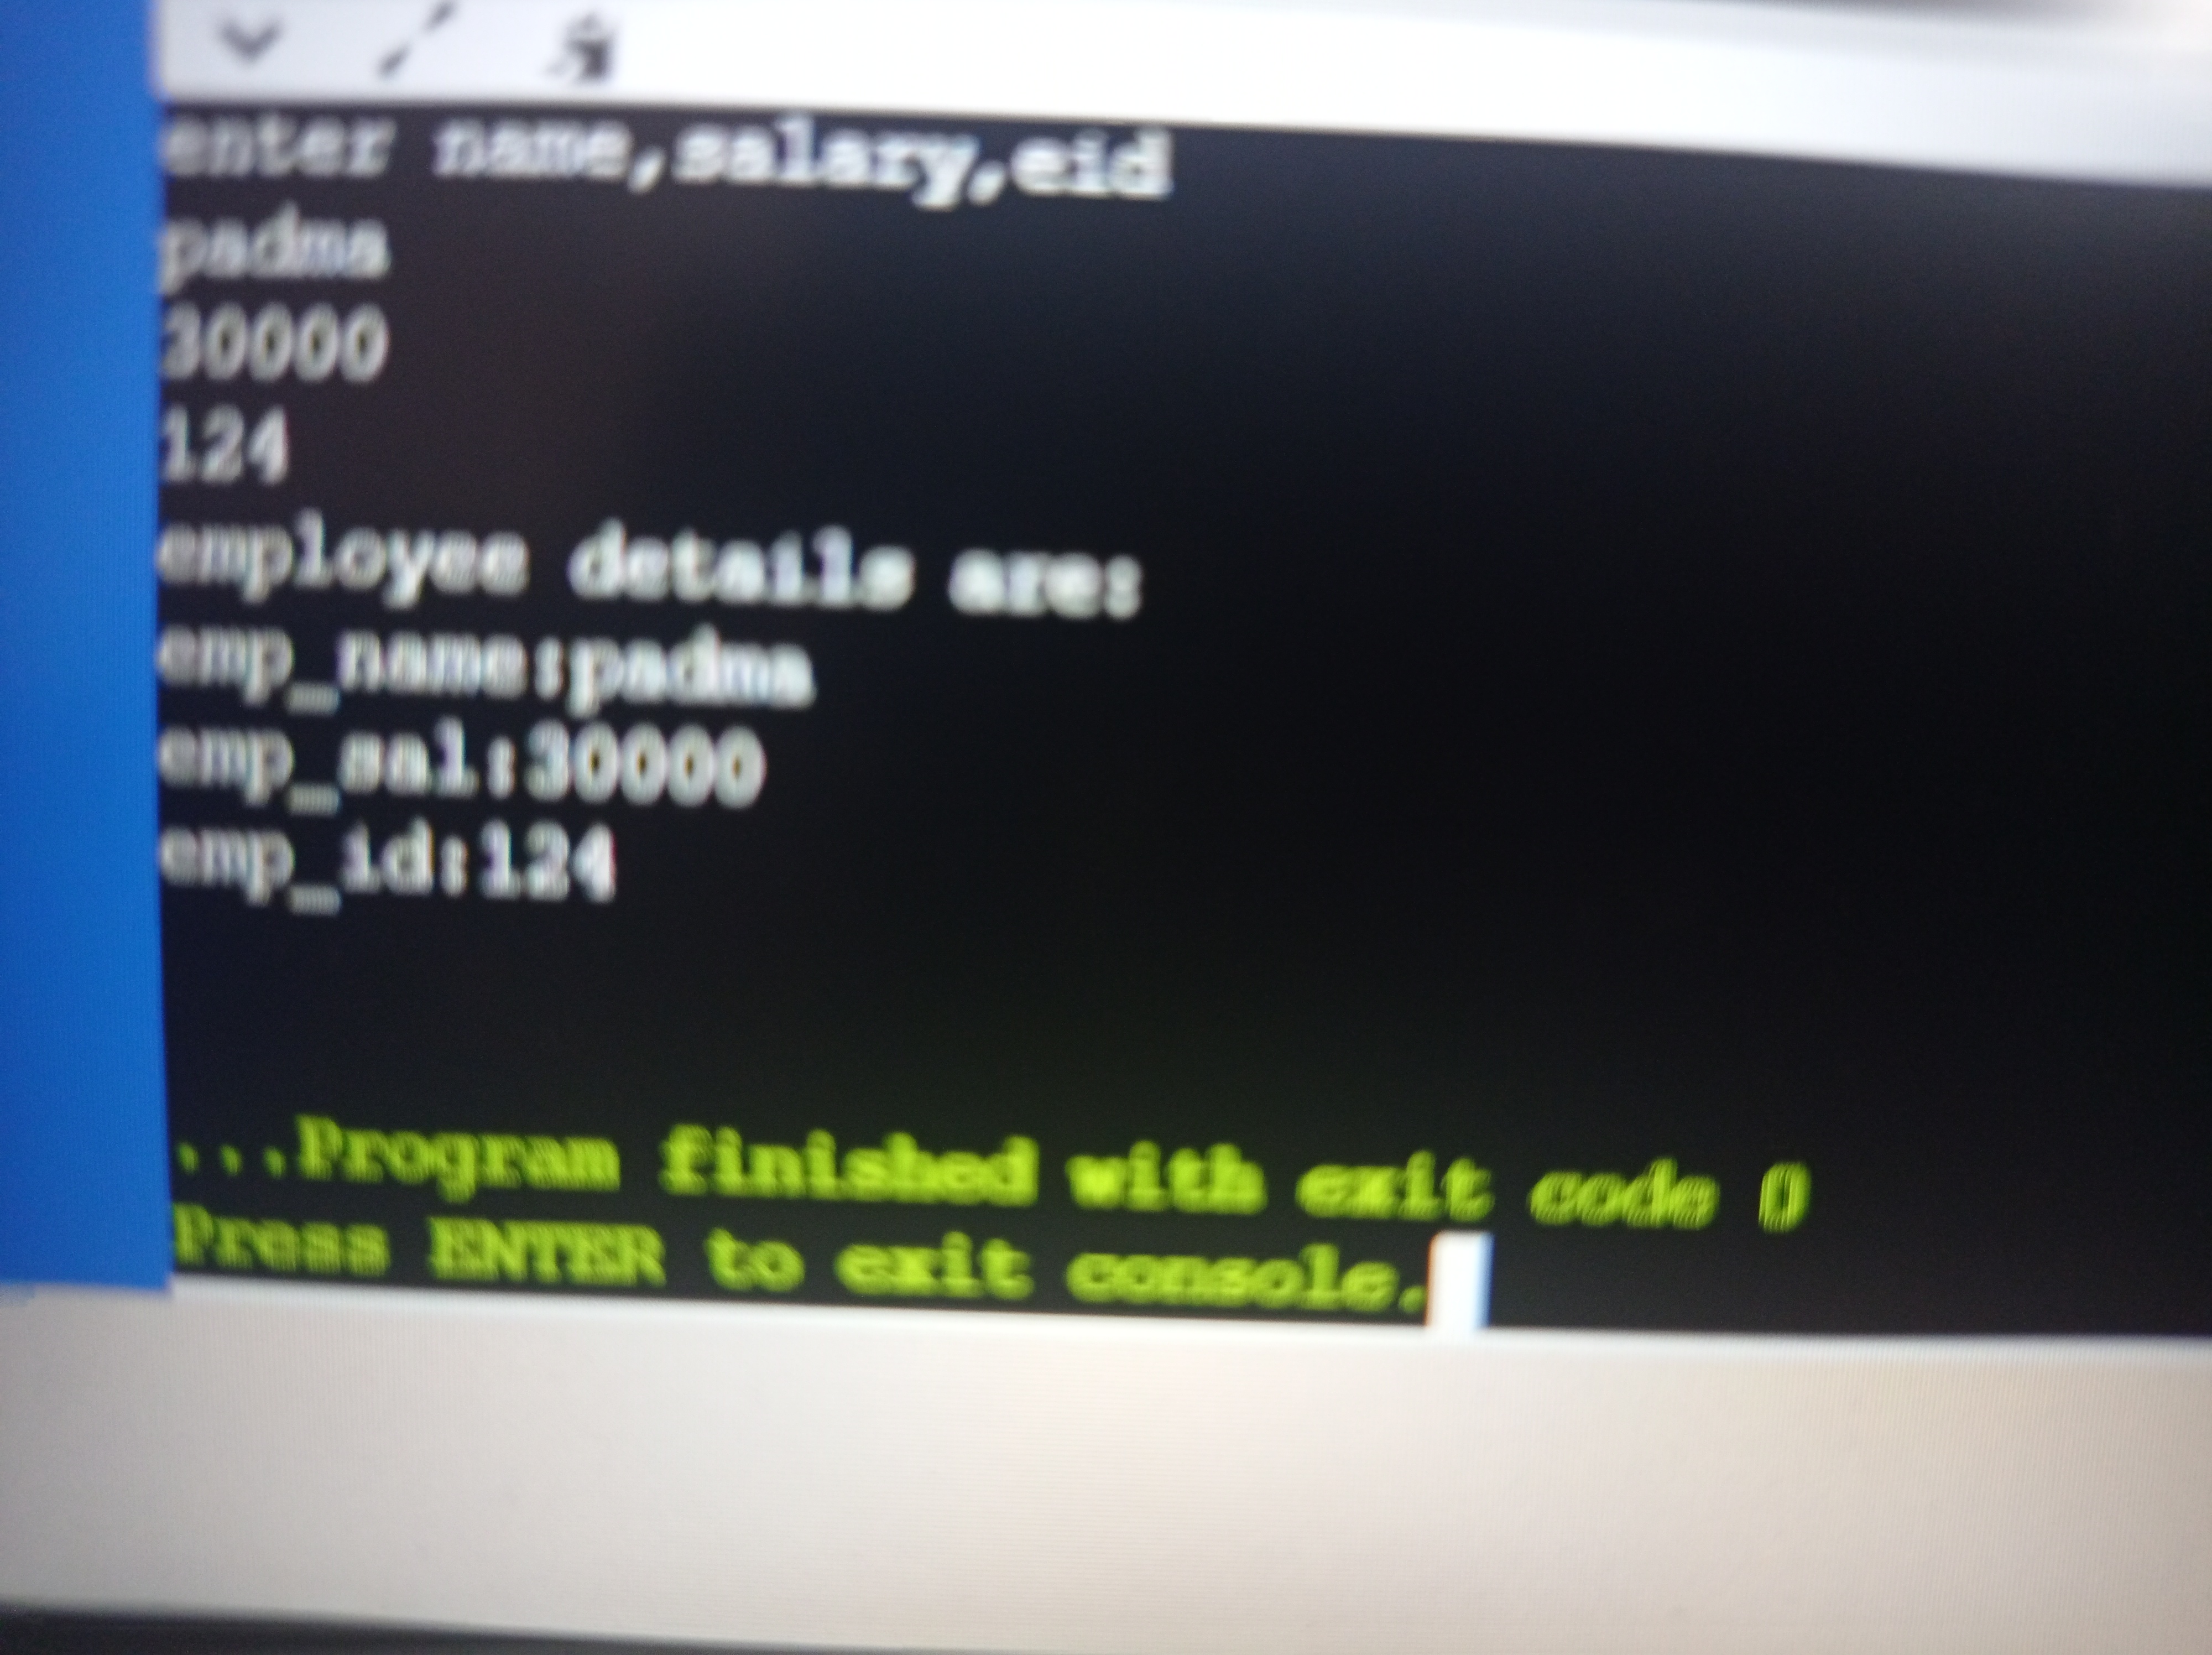 enter name,salary,eid
padma
30000
124
employee details are:
emp_name:padma
emp_sal:30000
emp_id:124
...Program finished with exit code 0
Press ENTER to exit console.